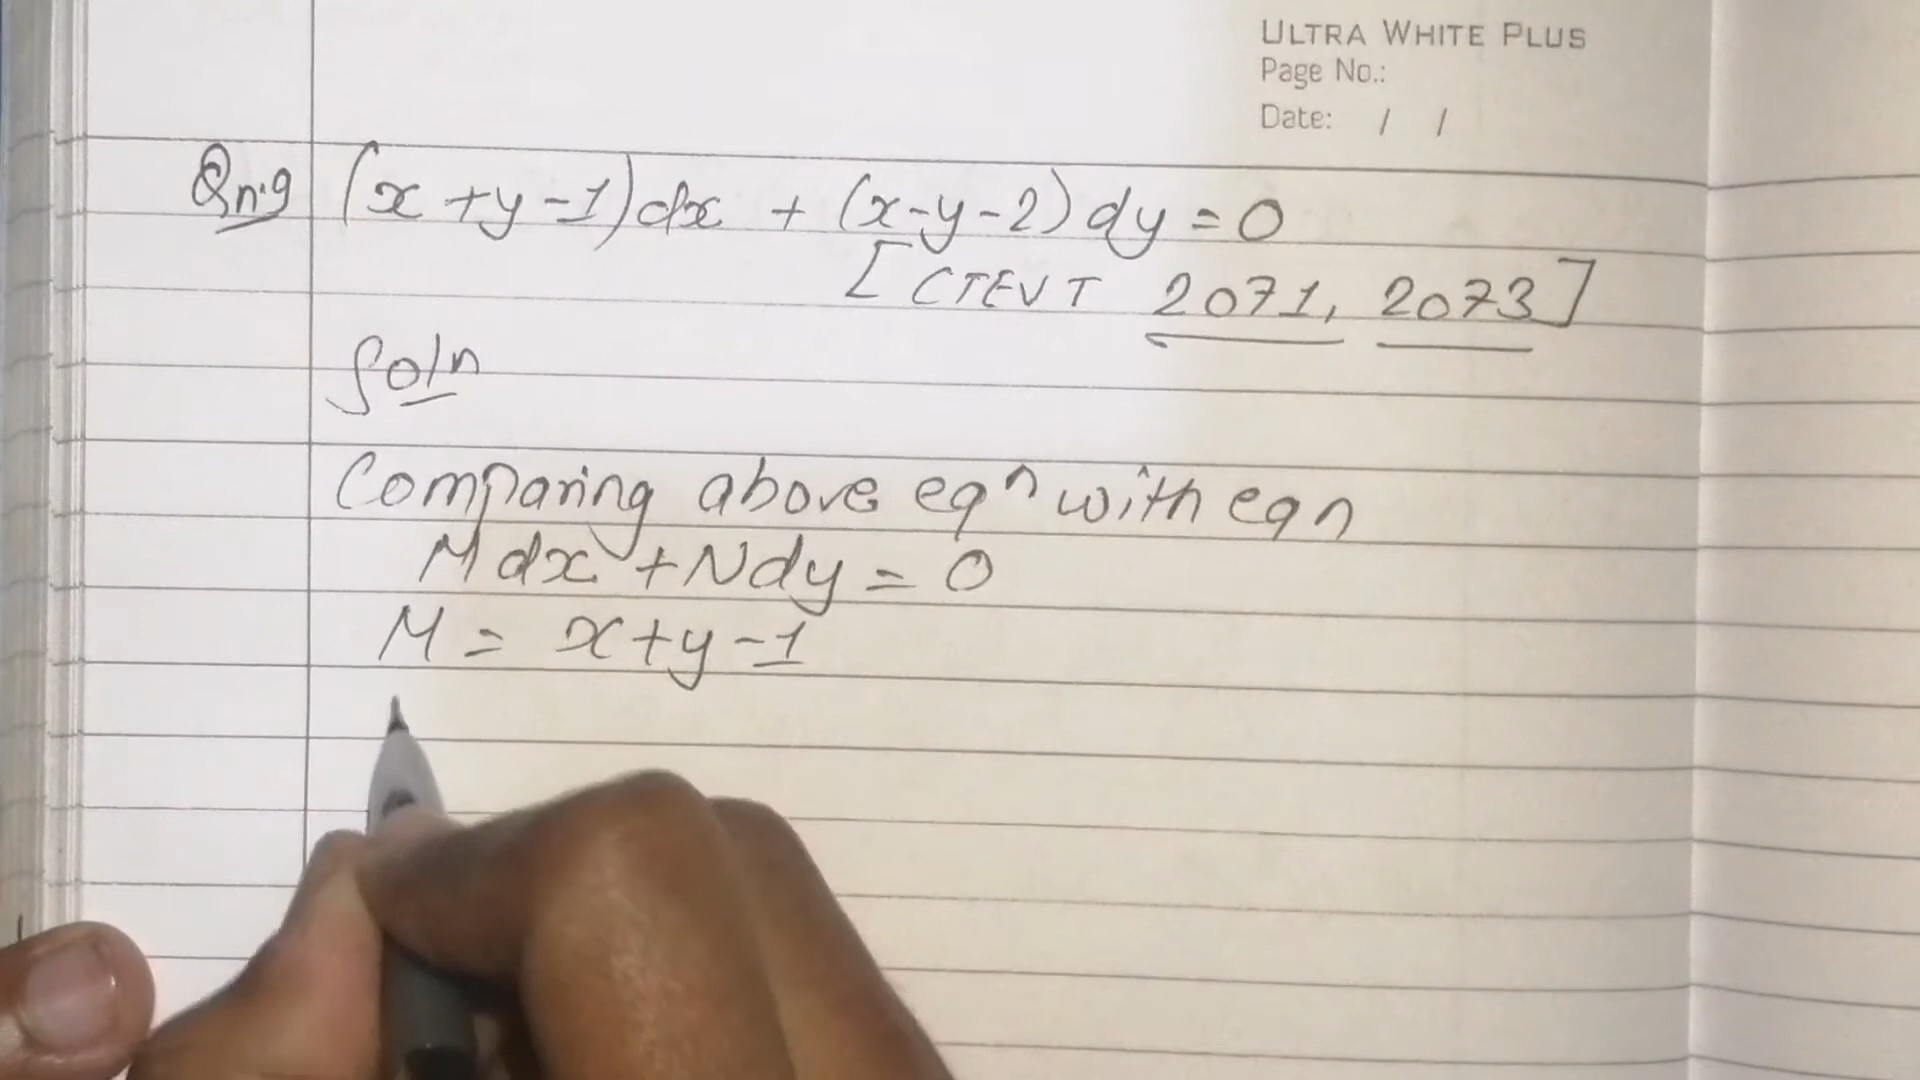 ULTRA WHITE PLUS
Page No.:
Date: / /
Qn.9 (x+y-1)dx + (x-y-2)dy=0
[CTEVT 2071, 2073]
Soln
Comparing above eqⁿ with eqn
Mdx+Ndy=0
M = x+y-1